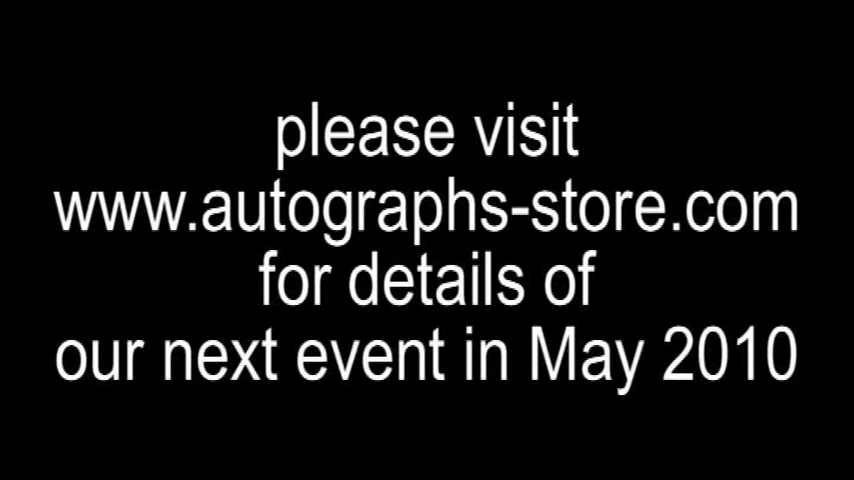 please visit
www.autographs-store.com
for details of
our next event in May 2010